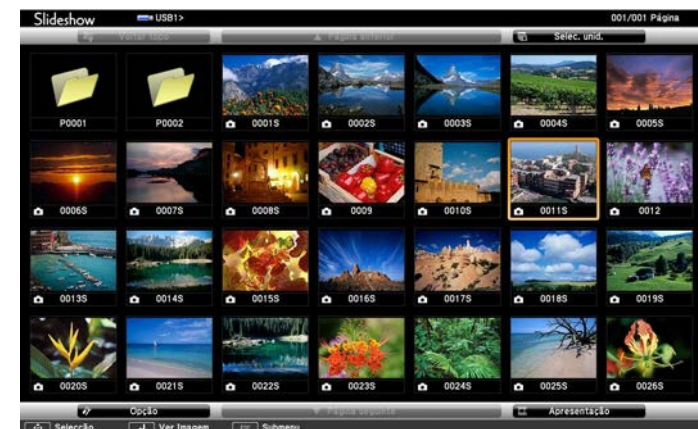 Slideshow USB1> 001/001 Página
Voltar topo Página anterior Selec. unid.
P0001 P0002 0001S 0002S 0003S 0004S 0005S
0006S 0007S 0008S 0009 0010S 0011S 0012
0013S 0014S 0015S 0016S 0017S 0018S 0019S
0020S 0021S 0022S 0023S 0024S 0025S 0026S
Opção Página seguinte Apresentação
Selecção Ver Imagem ESC Submenu